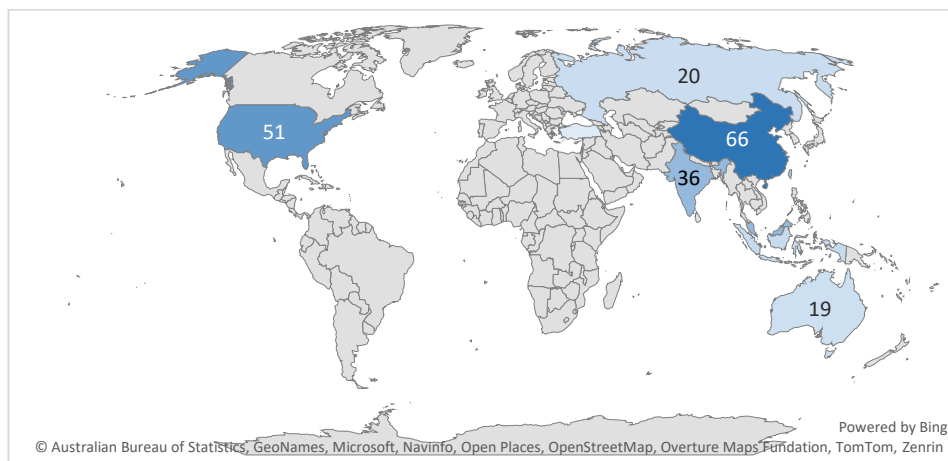 20
51
66
36
19
Powered by Bing
© Australian Bureau of Statistics, GeoNames, Microsoft, Navinfo, Open Places, OpenStreetMap, Overture Maps Fundation, TomTom, Zenrin